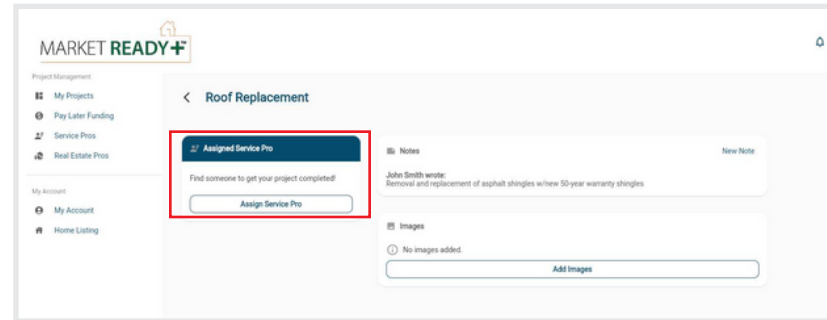 MARKET READY+
Project Management
My Projects
Pay Later Funding
Service Pros
Real Estate Pros
My Account
My Account
Home Listing
Roof Replacement
Assigned Service Pro
Find someone to get your project completed!
Assign Service Pro
Notes
New Note
John Smith wrote:
Removal and replacement of asphalt shingles w/new 50-year warranty shingles
Images
No images added.
Add Images